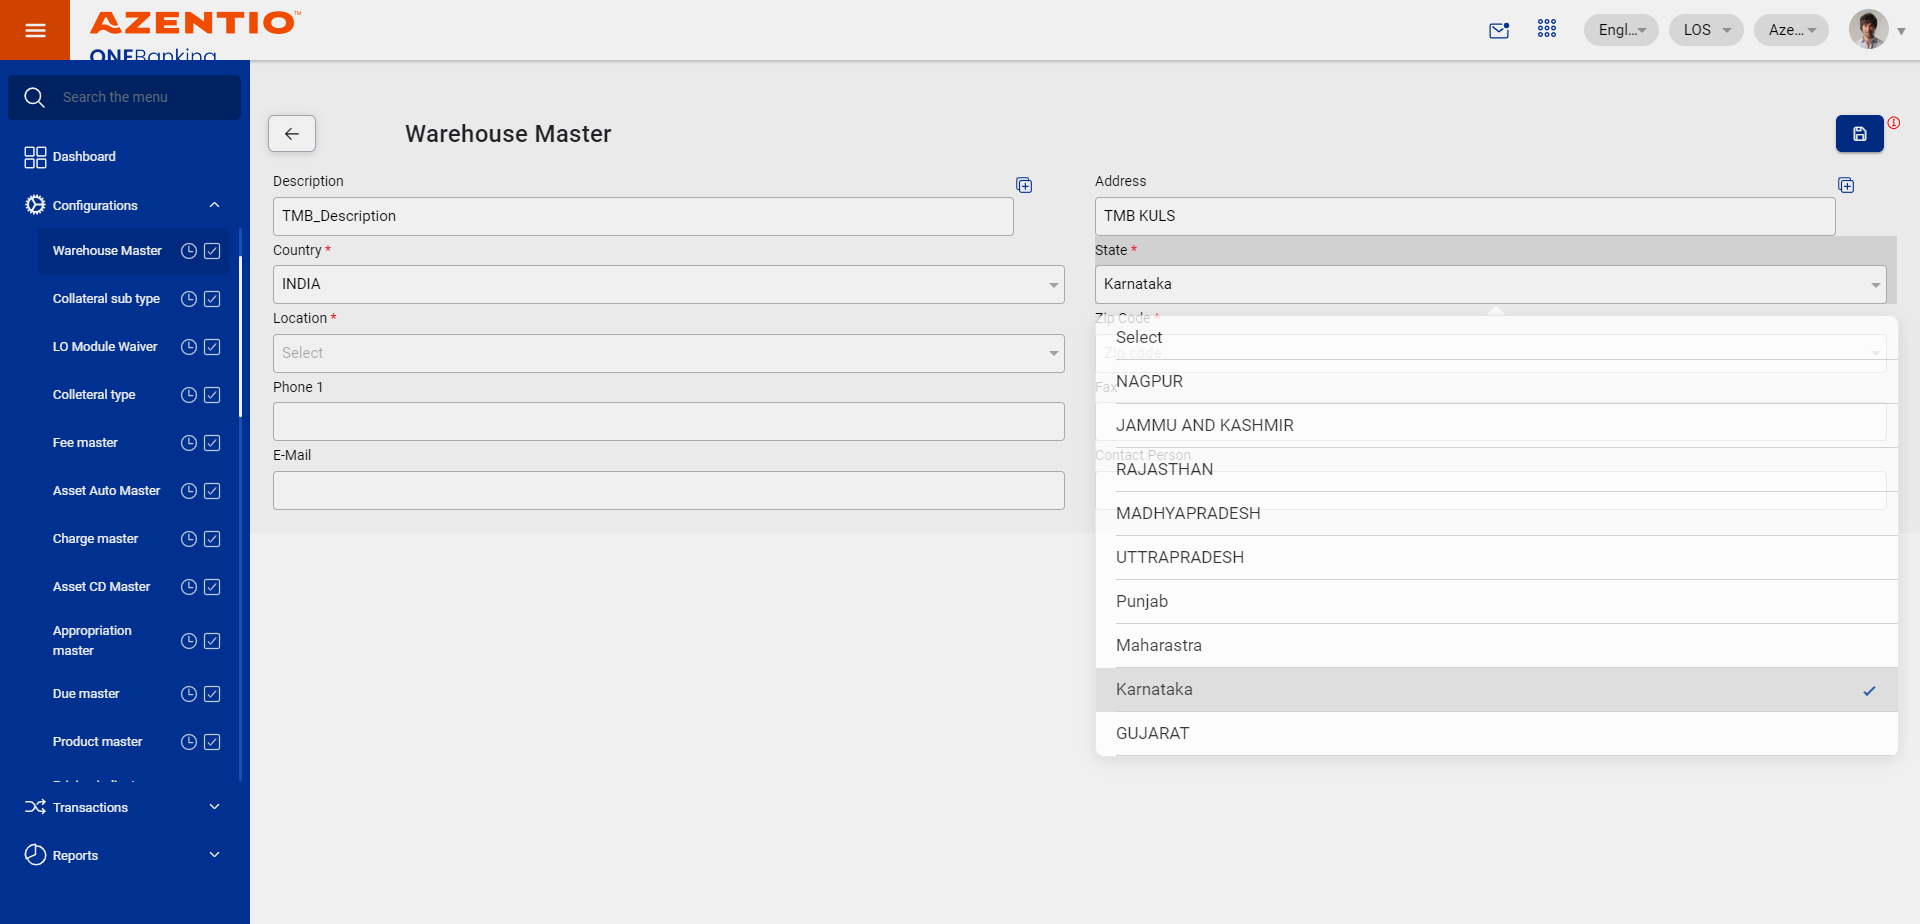 AZENTIO™
ONEBanking
Engl...
LOS
Aze...
Search the menu
Dashboard
Configurations
Warehouse Master
Collateral sub type
LO Module Waiver
Colleteral type
Fee master
Asset Auto Master
Charge master
Asset CD Master
Appropriation
master
Due master
Product master
Transactions
Reports
Warehouse Master
Description
TMB_Description
Address
TMB KULS
Country *
INDIA
State *
Karnataka
Location *
Select
Zip Code *
Zip code
Phone 1
Fax
E-Mail
Contact Person
Select
NAGPUR
JAMMU AND KASHMIR
RAJASTHAN
MADHYAPRADESH
UTTRAPRADESH
Punjab
Maharastra
Karnataka
GUJARAT